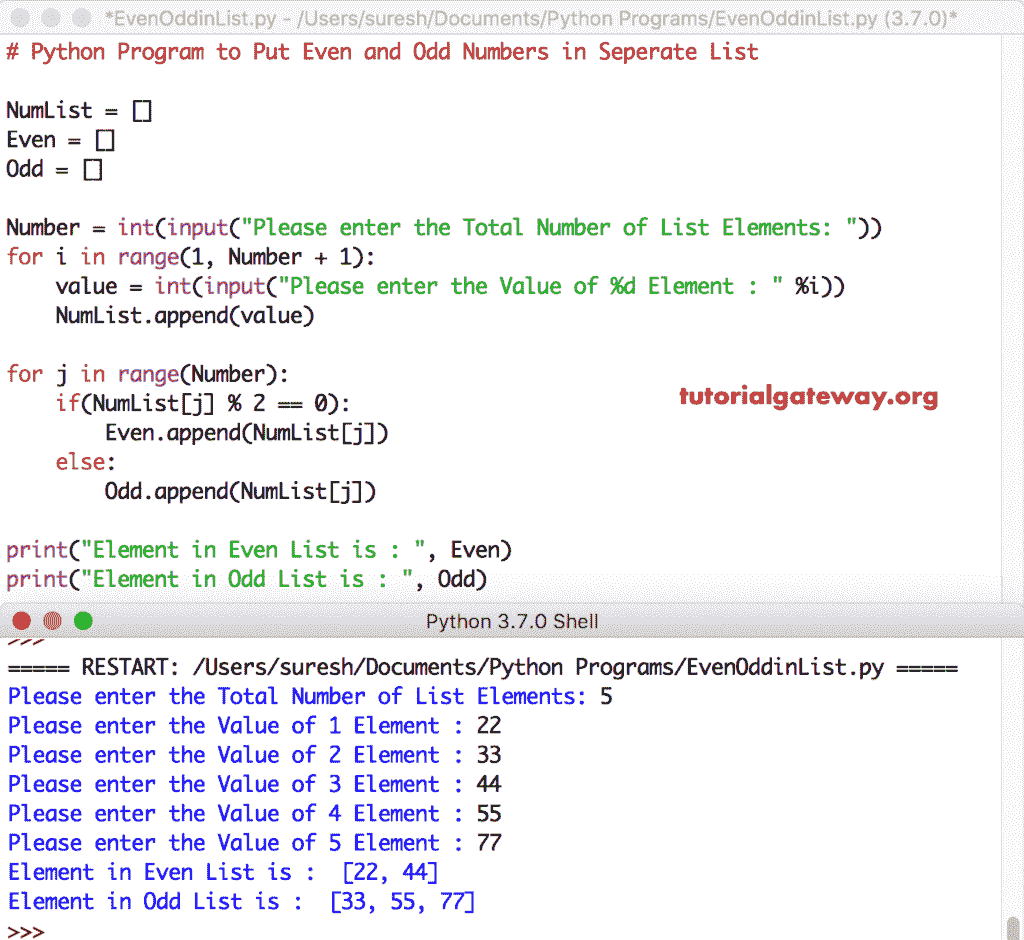 *EvenOddinList.py - /Users/suresh/Documents/Python Programs/EvenOddinList.py (3.7.0)*
# Python Program to Put Even and Odd Numbers in Seperate List
NumList = []
Even = []
Odd = []
Number = int(input("Please enter the Total Number of List Elements: "))
for i in range(1, Number + 1):
    value = int(input("Please enter the Value of %d Element : " %i))
    NumList.append(value)
for j in range(Number):
    if(NumList[j] % 2 == 0):
        Even.append(NumList[j])
    else:
        Odd.append(NumList[j])
tutorialgateway.org
print("Element in Even List is : ", Even)
print("Element in Odd List is : ", Odd)
Python 3.7.0 Shell
>>>
===== RESTART: /Users/suresh/Documents/Python Programs/EvenOddinList.py =====
Please enter the Total Number of List Elements: 5
Please enter the Value of 1 Element : 22
Please enter the Value of 2 Element : 33
Please enter the Value of 3 Element : 44
Please enter the Value of 4 Element : 55
Please enter the Value of 5 Element : 77
Element in Even List is :  [22, 44]
Element in Odd List is :  [33, 55, 77]
>>>